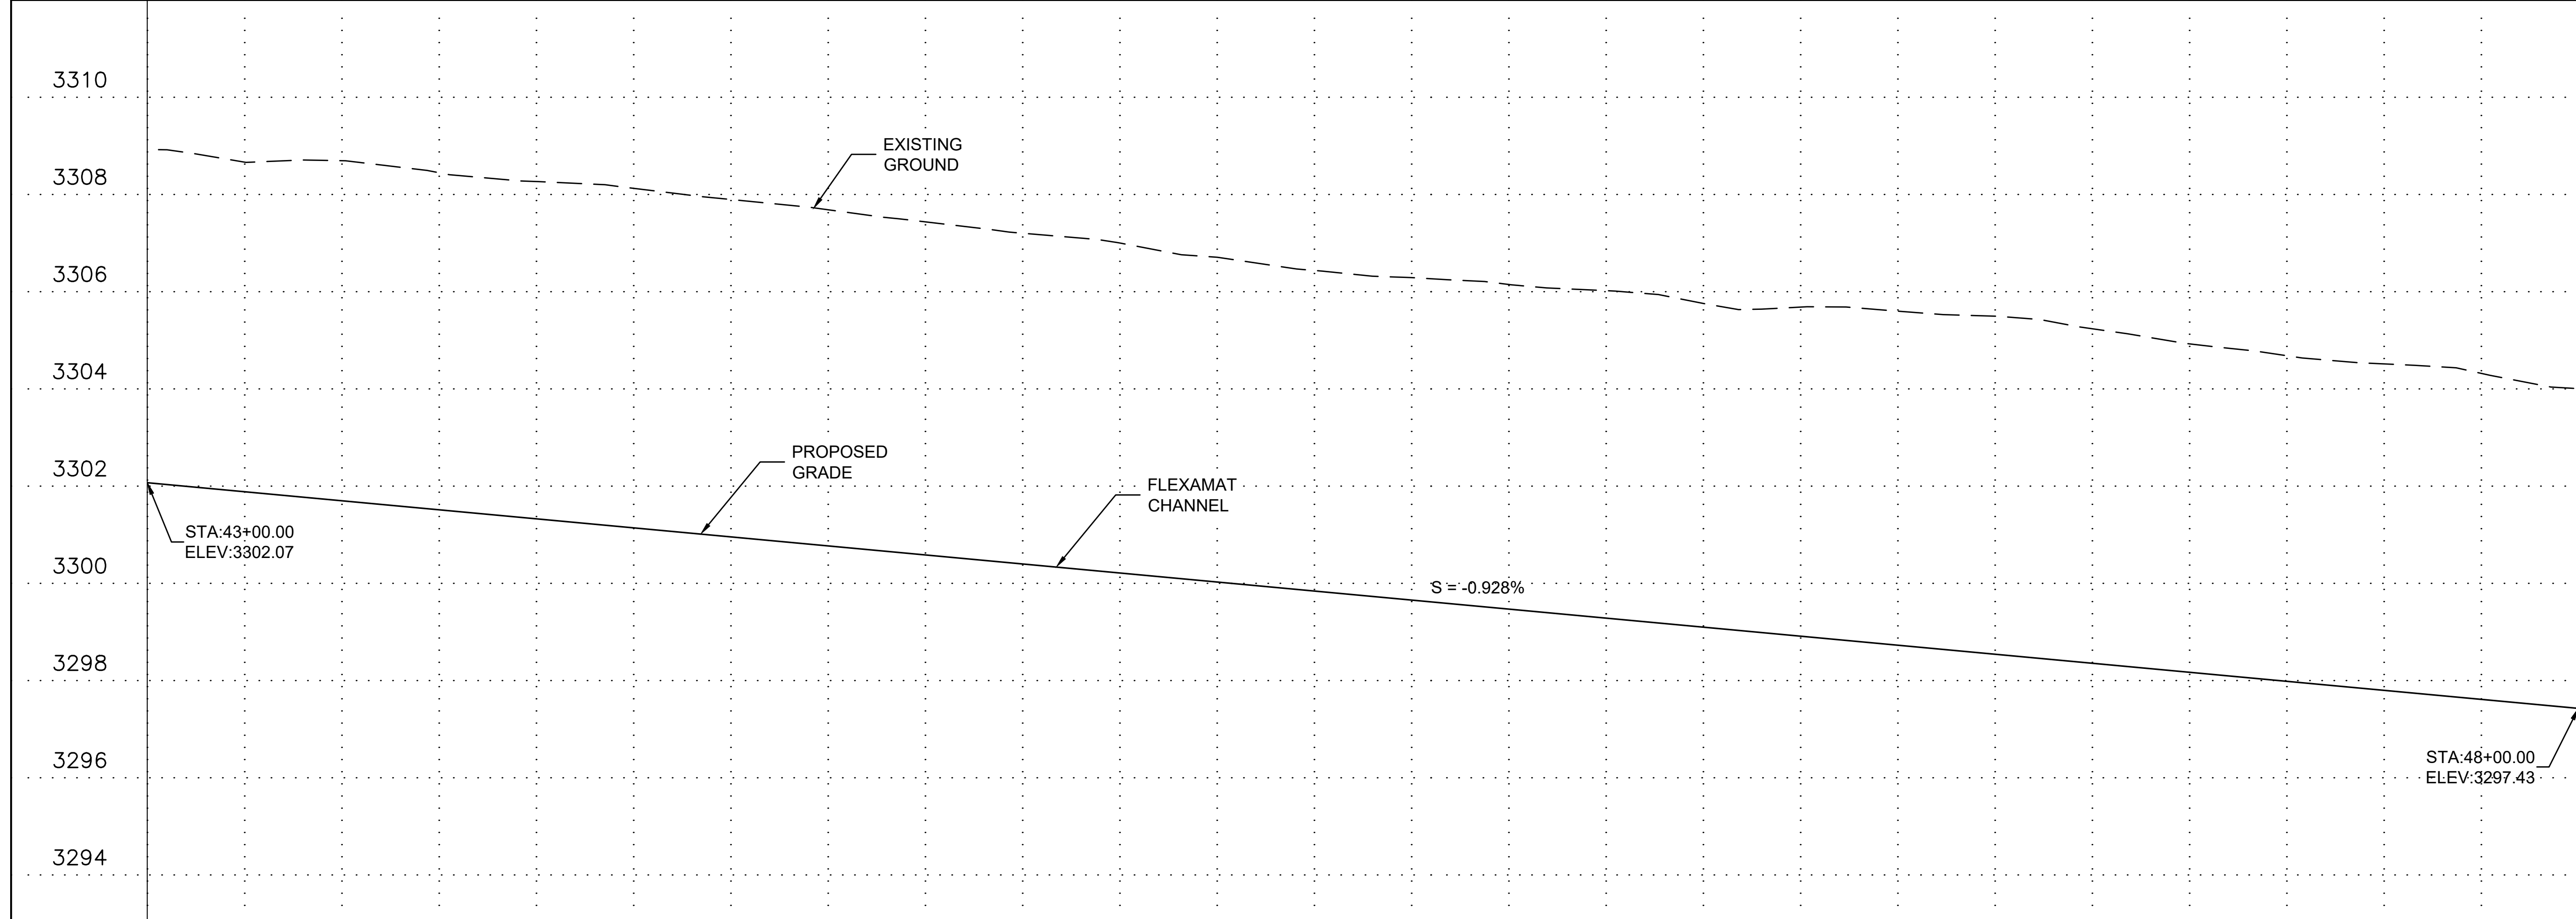 3310
EXISTING
GROUND
3308
3306
3304
PROPOSED
GRADE
3302
FLEXAMAT
CHANNEL
STA:43+00.00
ELEV:3302.07
3300
S = -0.928%
3298
3296
STA:48+00.00
ELEV:3297.43
3294